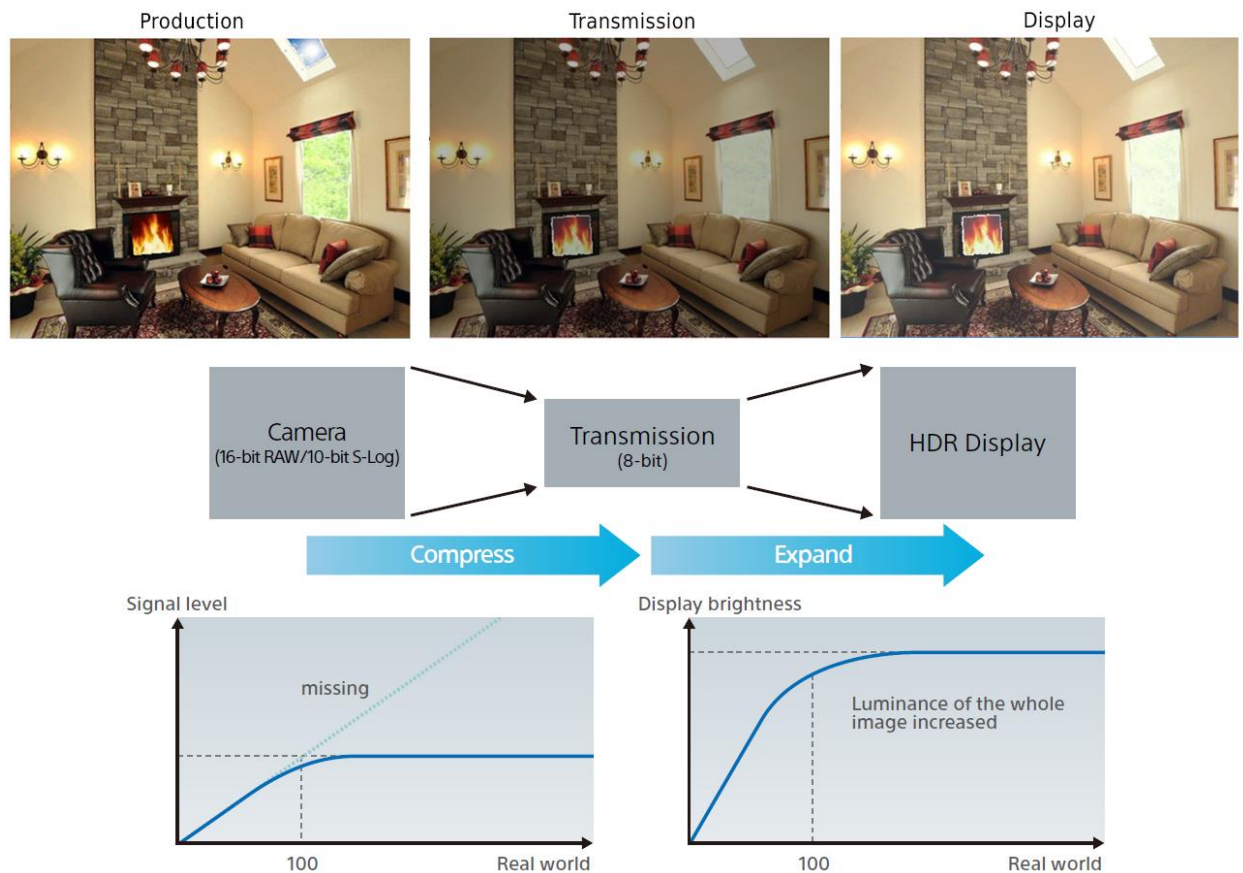 Production
Transmission
Display
Camera
(16-bit RAW/10-bit S-Log)
Transmission
(8-bit)
HDR Display
Compress
Expand
Signal level
missing
100
Real world
Display brightness
Luminance of the whole
image increased
100
Real world